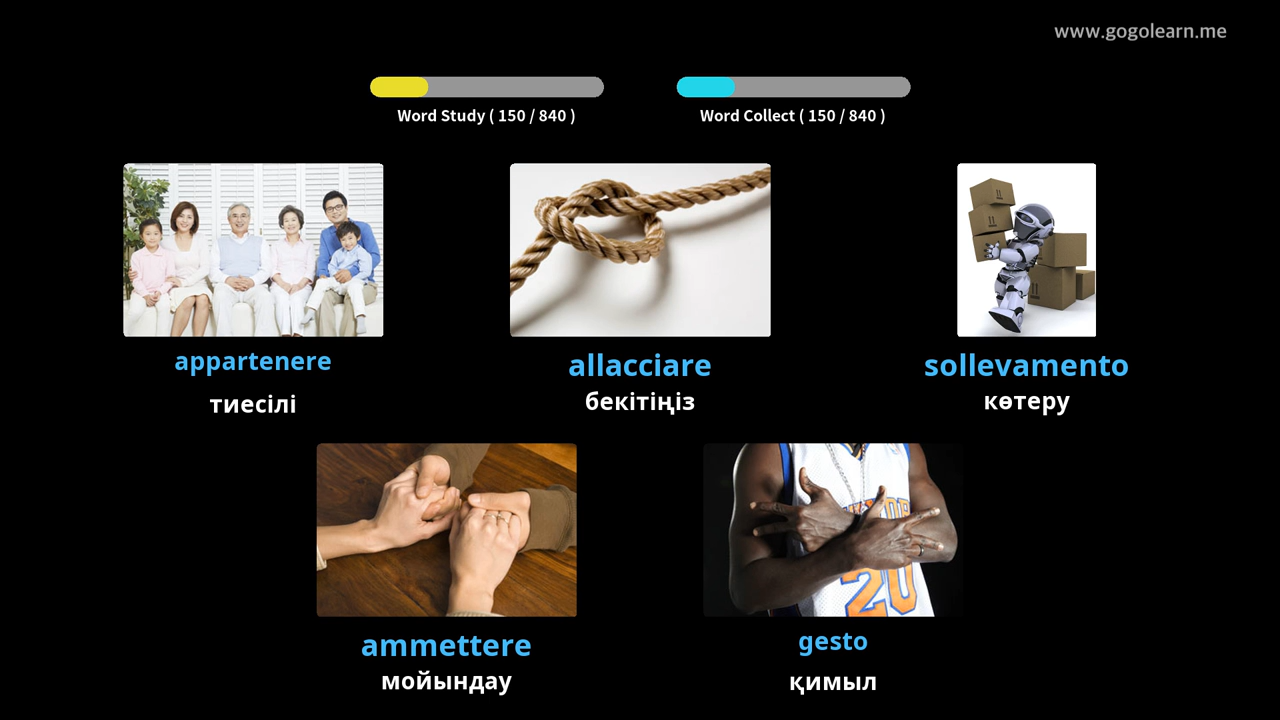 www.gogolearn.me
Word Study ( 150 / 840 )
Word Collect ( 150 / 840 )
appartenere
тиесілі
allacciare
бекітіңіз
sollevamento
көтеру
ammettere
мойындау
gesto
қимыл
20